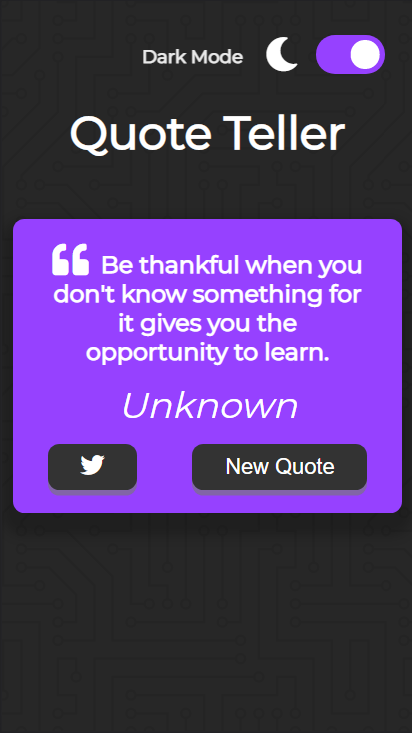 Dark Mode
Quote Teller
Be thankful when you
don't know something for
it gives you the
opportunity to learn.
Unknown
New Quote